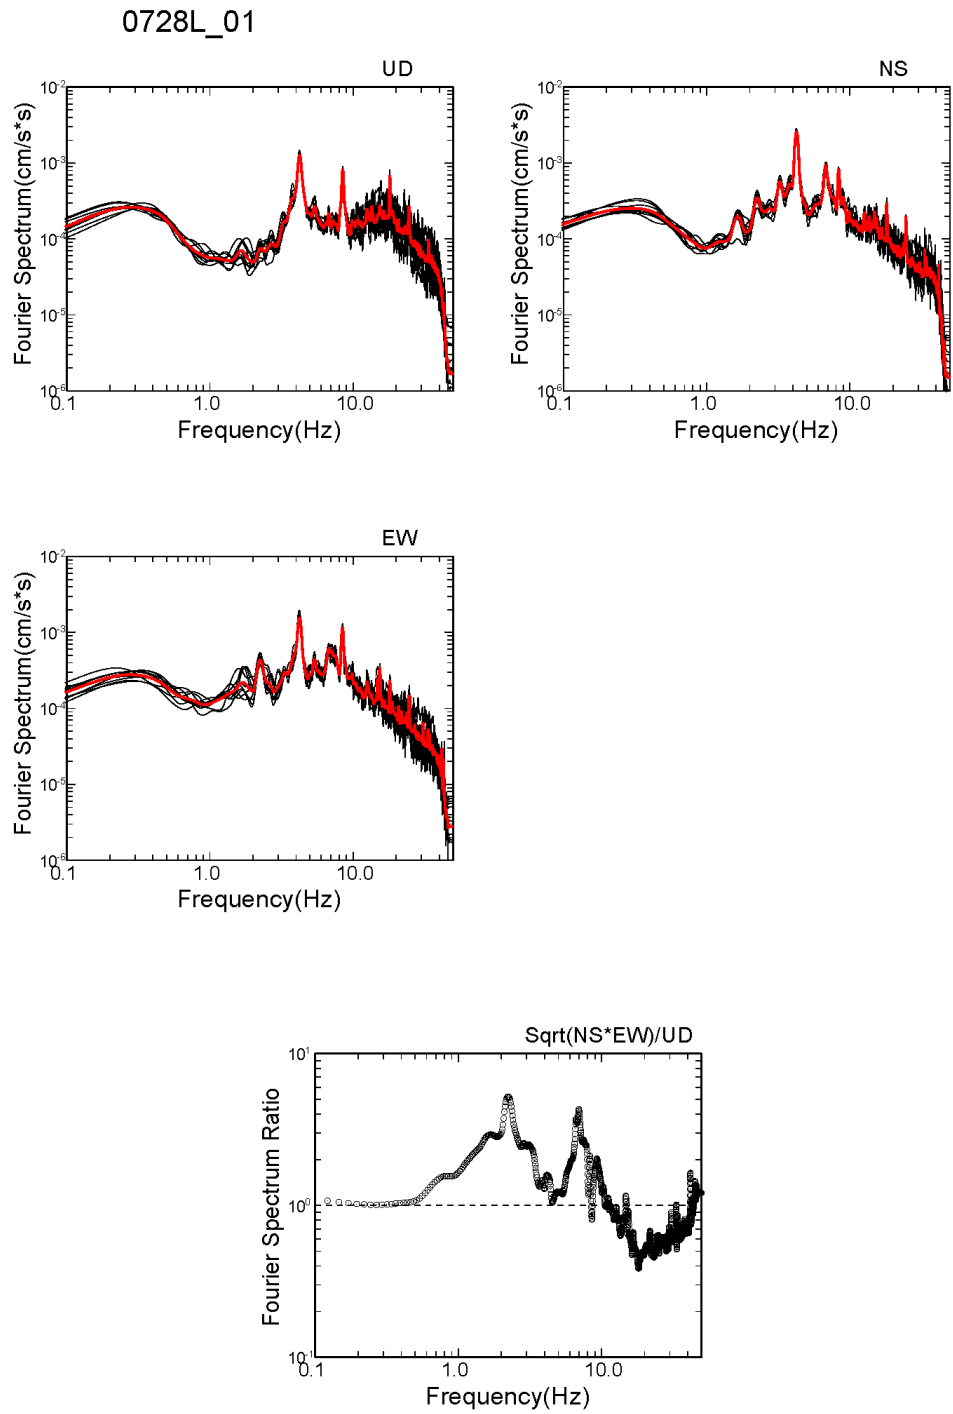 0728L_01
UD
Fourier Spectrum(cm/s*s)
10-2
10-3
10-4
10-5
10-6
0.1 1.0 10.0
Frequency(Hz)
NS
Fourier Spectrum(cm/s*s)
10-2
10-3
10-4
10-5
10-6
0.1 1.0 10.0
Frequency(Hz)
EW
Fourier Spectrum(cm/s*s)
10-2
10-3
10-4
10-5
10-6
0.1 1.0 10.0
Frequency(Hz)
Sqrt(NS*EW)/UD
Fourier Spectrum Ratio
101
100
10-1
0.1 1.0 10.0
Frequency(Hz)